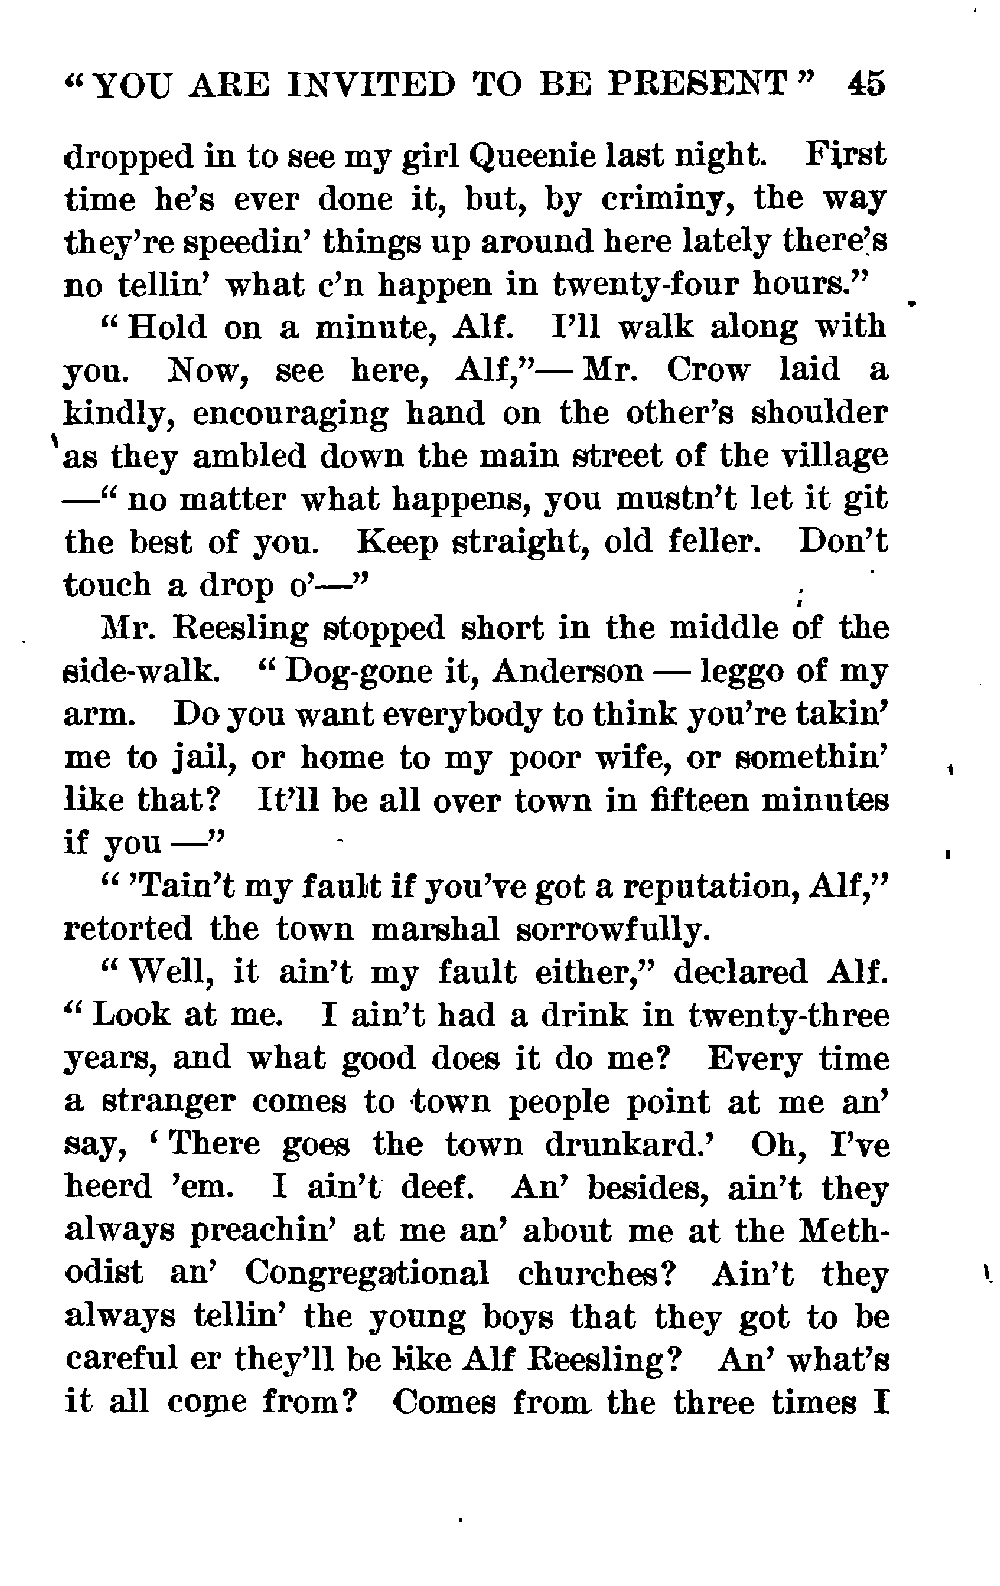 “ YOU ARE INVITED TO BE PRESENT ” 45
dropped in to see my girl Queenie last night. First
time he’s ever done it, but, by criminy, the way
they’re speedin’ things up around here lately there’s
no tellin’ what c’n happen in twenty-four hours.”
“ Hold on a minute, Alf. I’ll walk along with
you. Now, see here, Alf,”— Mr. Crow laid a
kindly, encouraging hand on the other’s shoulder
as they ambled down the main street of the village
—“ no matter what happens, you mustn’t let it git
the best of you. Keep straight, old feller. Don’t
touch a drop o’—”
Mr. Reesling stopped short in the middle of the
side-walk. “ Dog-gone it, Anderson — leggo of my
arm. Do you want everybody to think you’re takin’
me to jail, or home to my poor wife, or somethin’
like that? It’ll be all over town in fifteen minutes
if you —”
“ ’Tain’t my fault if you’ve got a reputation, Alf,”
retorted the town marshal sorrowfully.
“ Well, it ain’t my fault either,” declared Alf.
“ Look at me. I ain’t had a drink in twenty-three
years, and what good does it do me? Every time
a stranger comes to town people point at me an’
say, ‘ There goes the town drunkard.’ Oh, I’ve
heerd ’em. I ain’t deef. An’ besides, ain’t they
always preachin’ at me an’ about me at the Meth-
odist an’ Congregational churches? Ain’t they
always tellin’ the young boys that they got to be
careful er they’ll be like Alf Reesling? An’ what’s
it all come from? Comes from the three times I